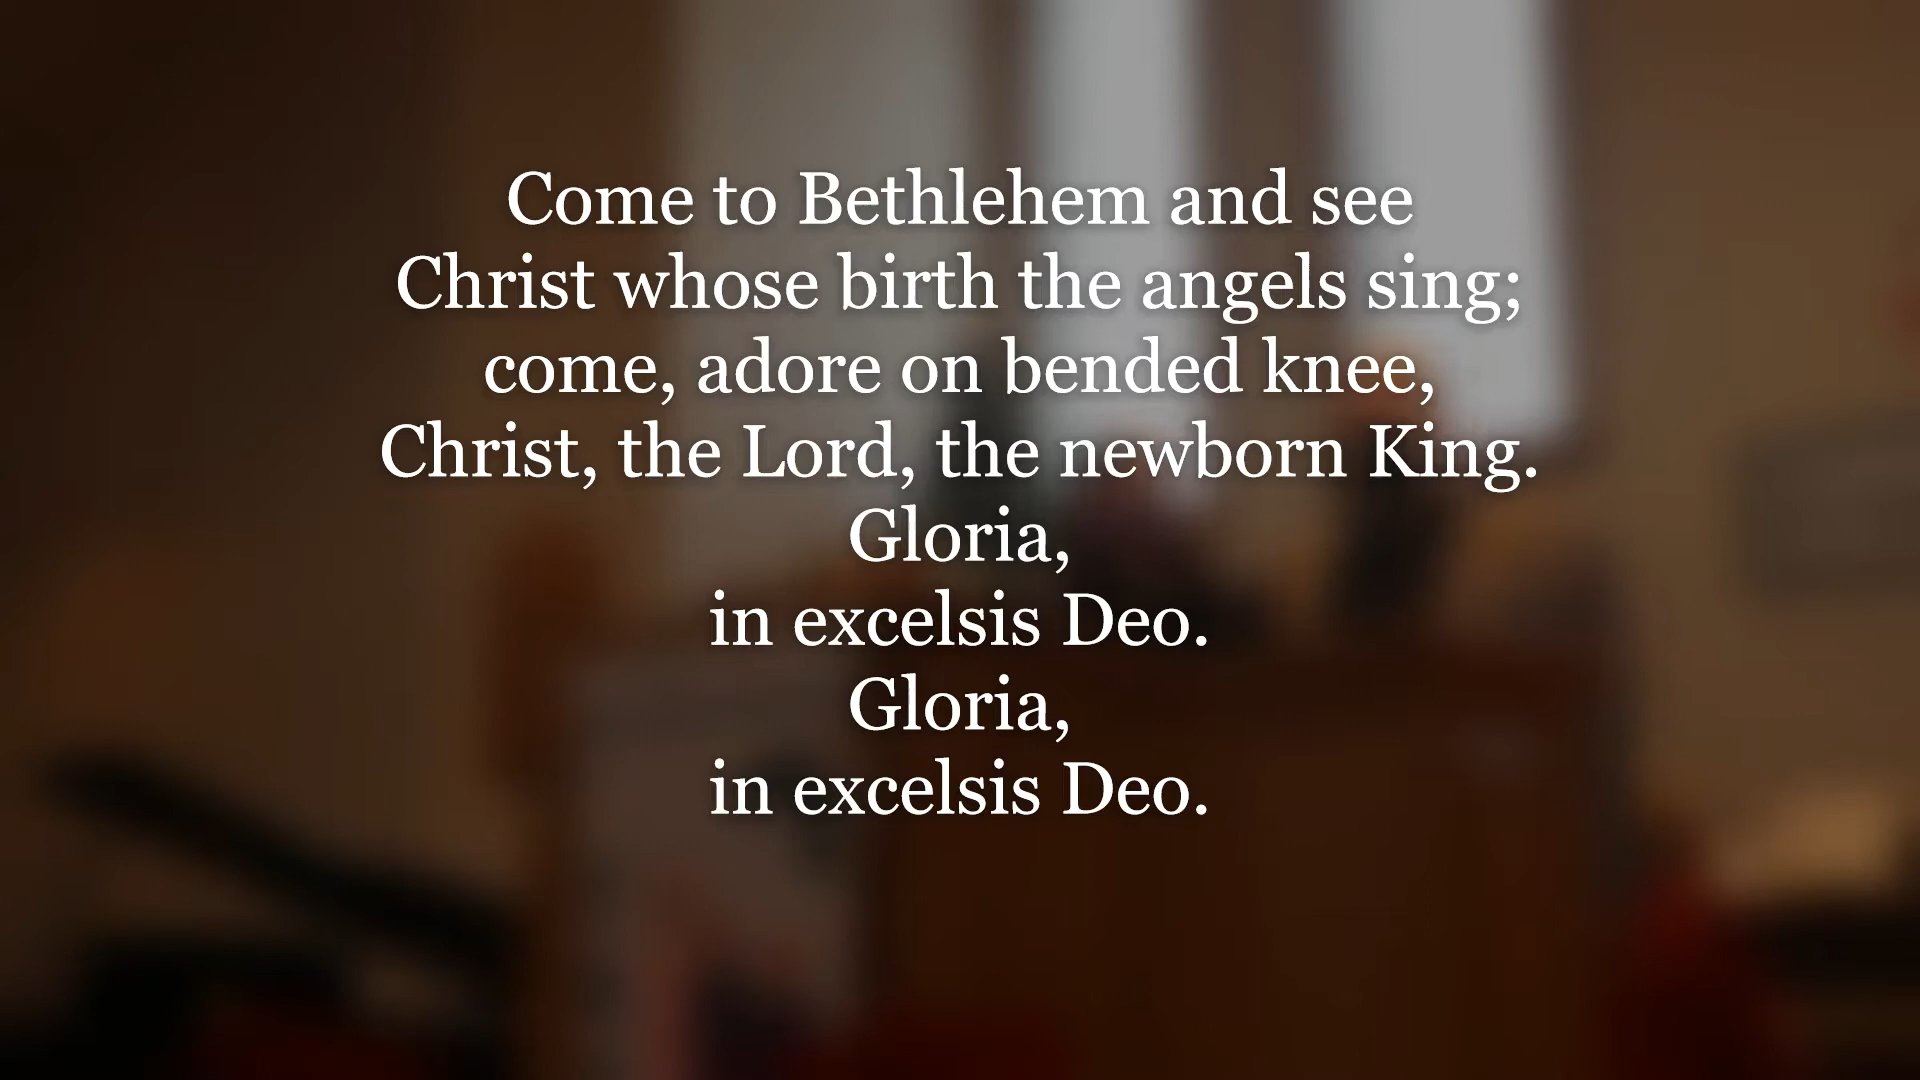 Come to Bethlehem and see
Christ whose birth the angels sing;
come, adore on bended knee,
Christ, the Lord, the newborn King.
Gloria,
in excelsis Deo.
Gloria,
in excelsis Deo.